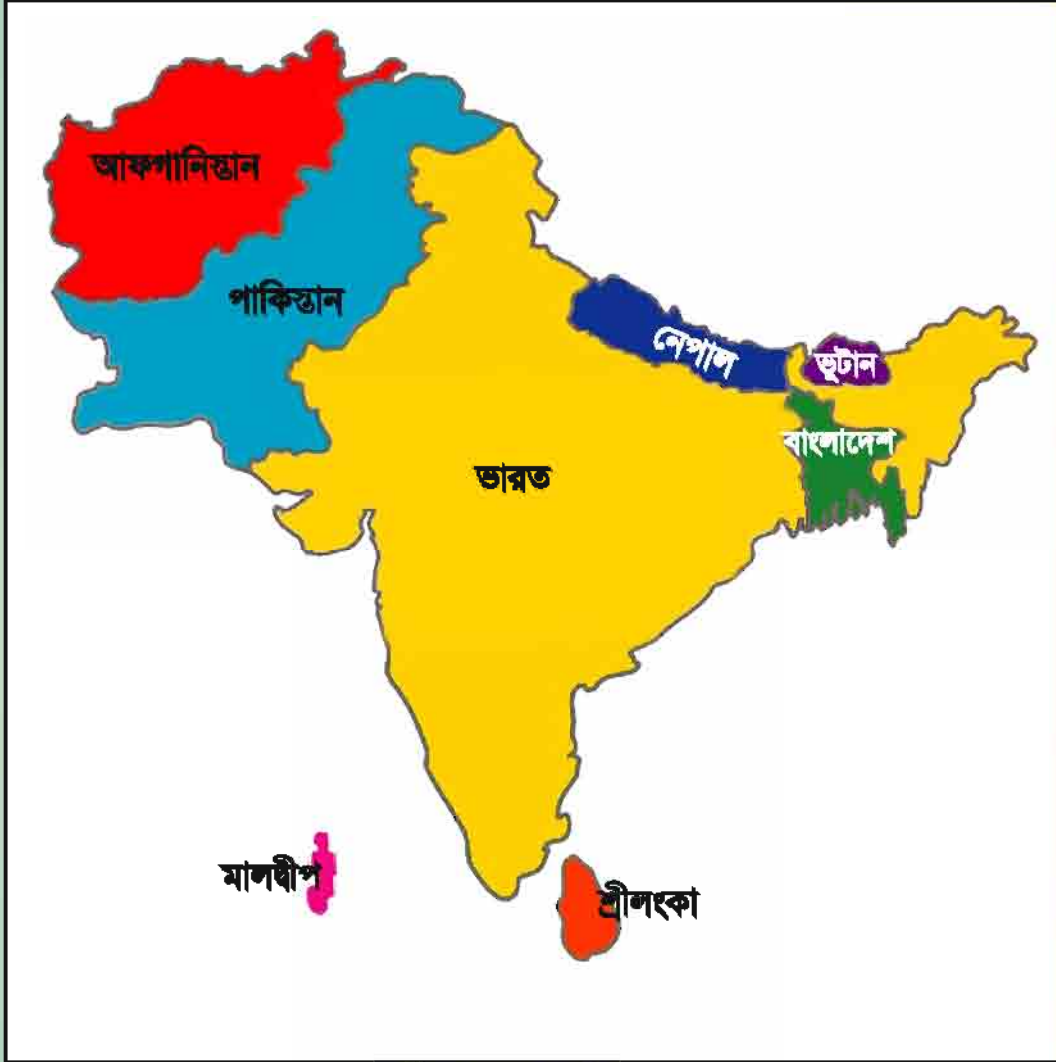 আফগানিস্তান
পাকিস্তান
নেপাল
ভূটান
বাংলাদেশ
ভারত
মালদ্বীপ
শ্রীলংকা